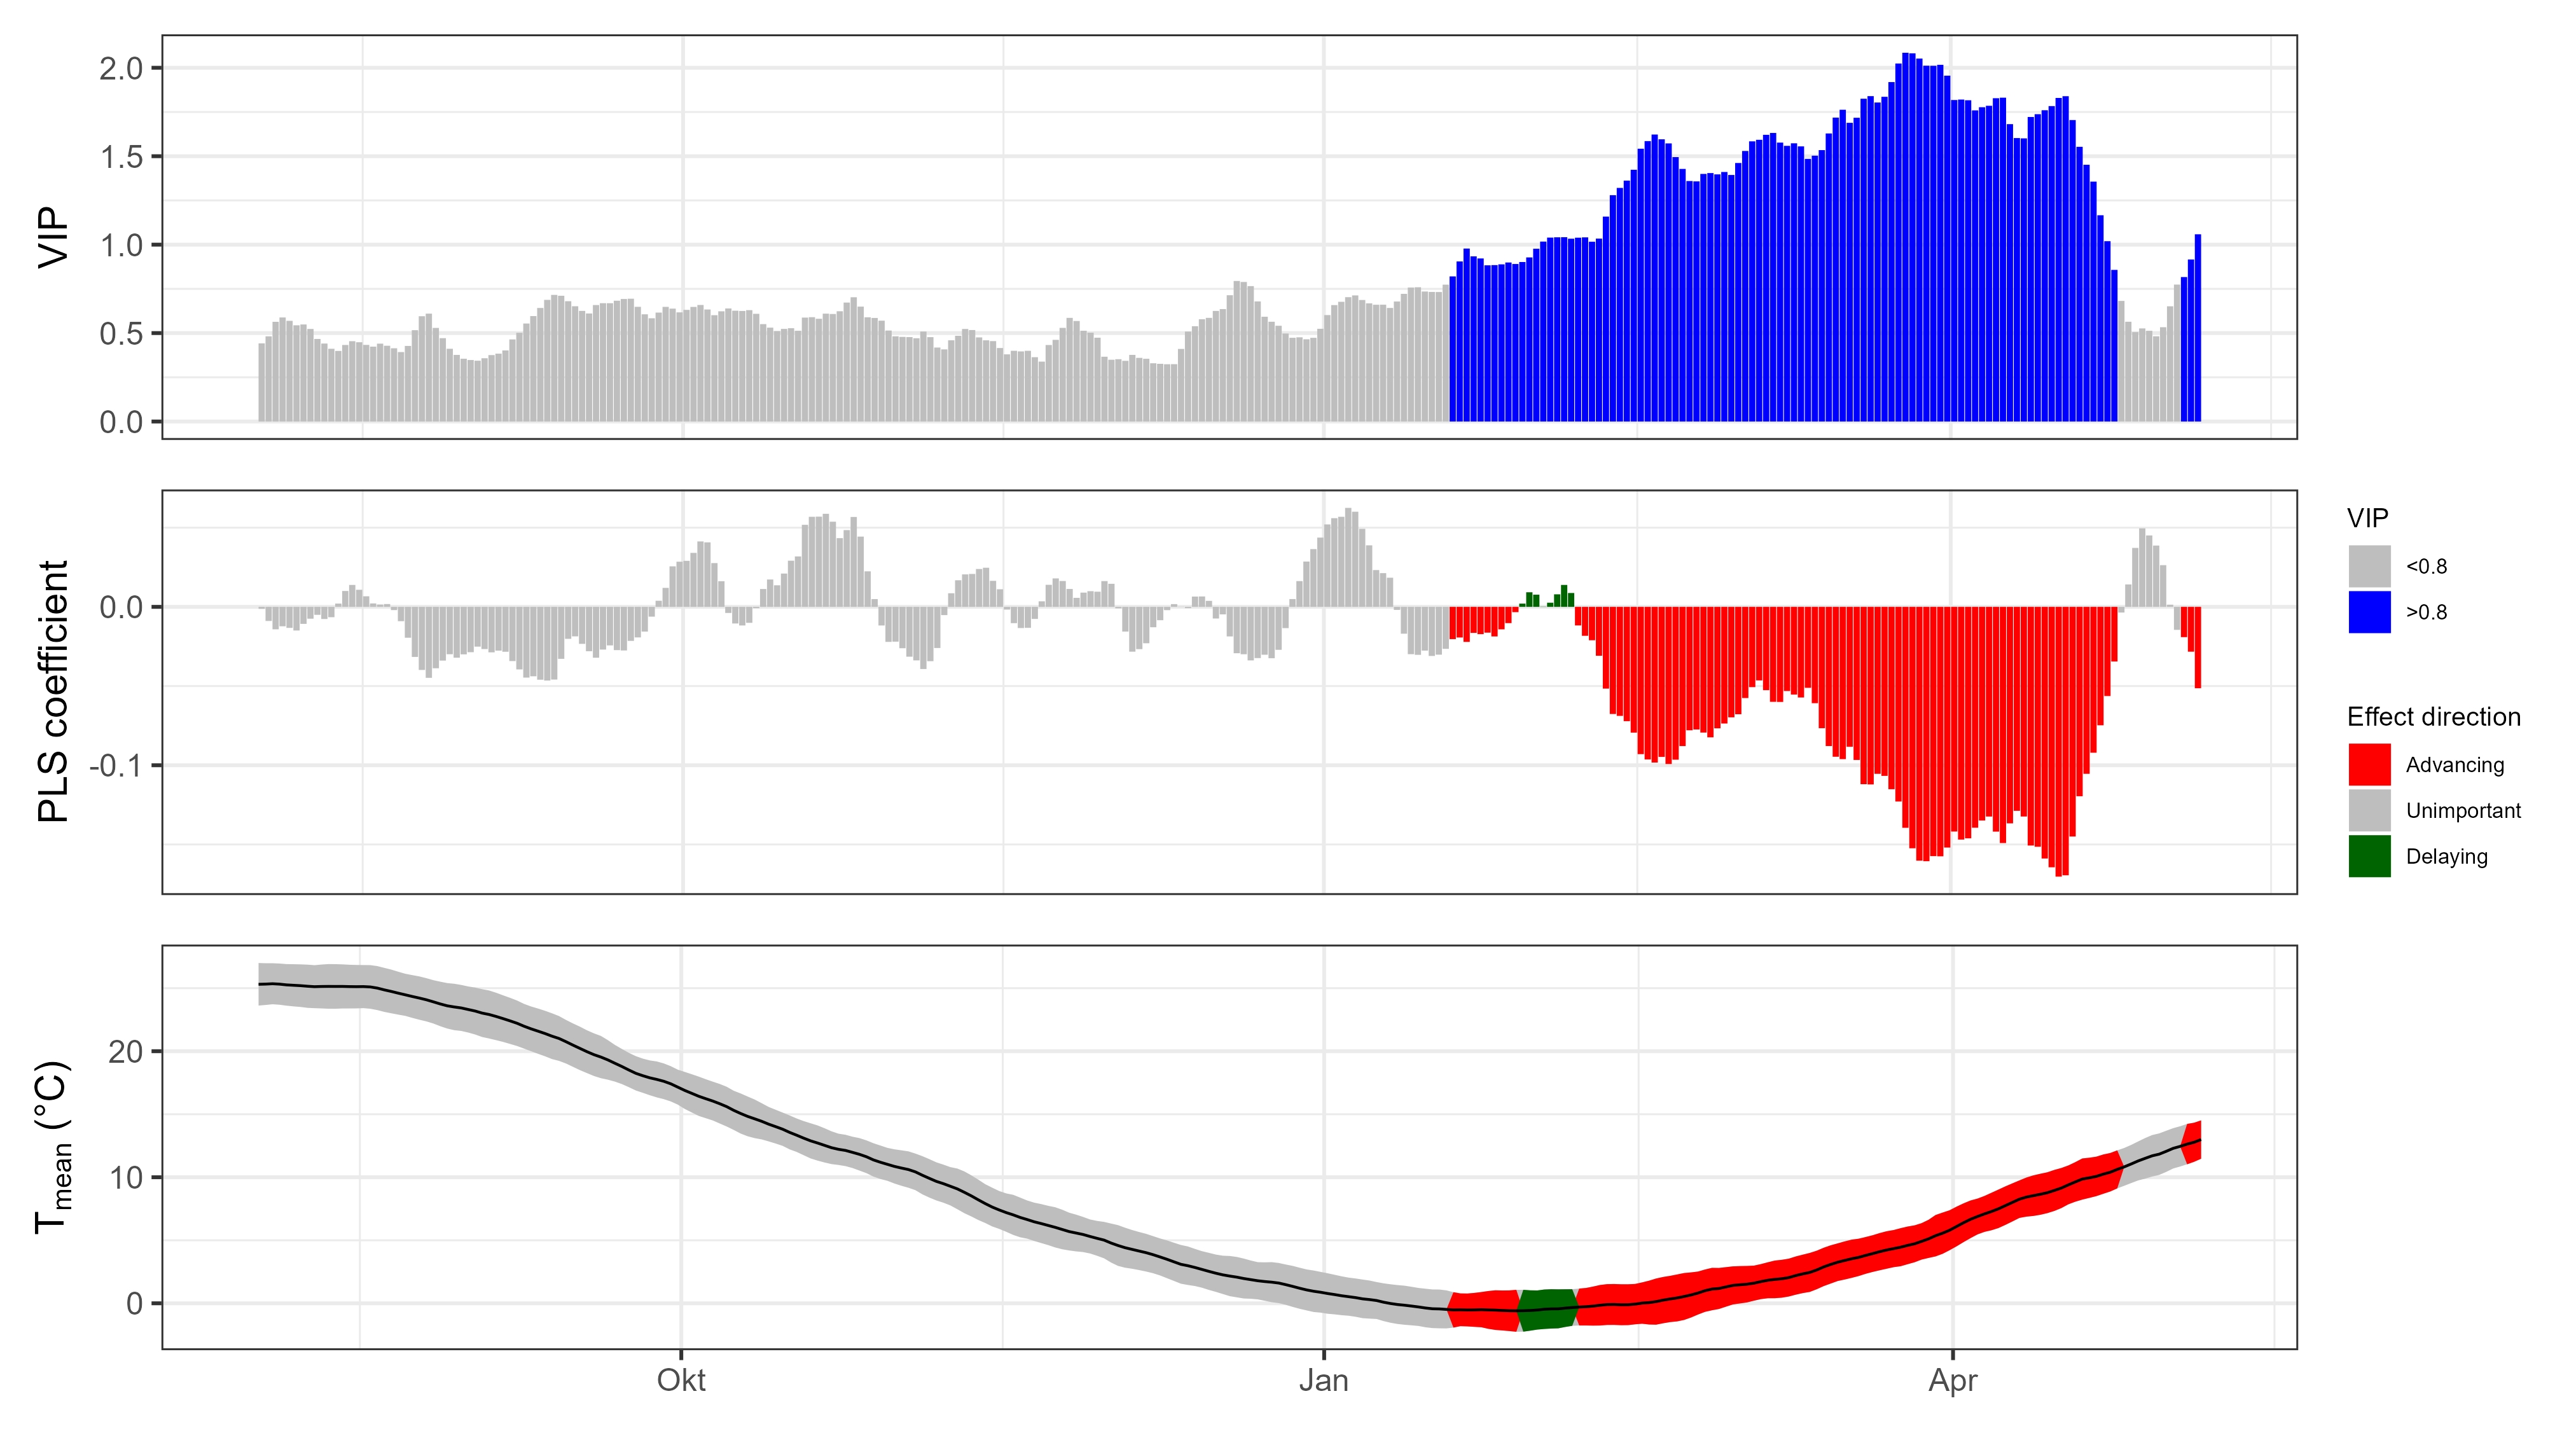 VIP
2.0
1.5
1.0
0.5
0.0
PLS coefficient
0.0
-0.1
VIP
<0.8
>0.8
Effect direction
Advancing
Unimportant
Delaying
Tmean (°C)
20
10
0
Okt
Jan
Apr